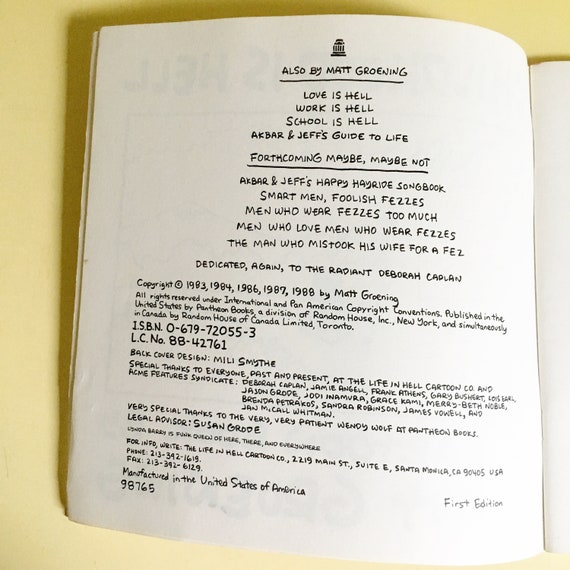 ALSO BY MATT GROENING
LOVE IS HELL
WORK IS HELL
SCHOOL IS HELL
AKBAR & JEFF'S GUIDE TO LIFE
FORTHCOMING MAYBE, MAYBE NOT
AKBAR & JEFF'S HAPPY HAYRIDE SONGBOOK
SMART MEN, FOOLISH FEZZES
MEN WHO WEAR FEZZES TOO MUCH
MEN WHO LOVE MEN WHO WEAR FEZZES
THE MAN WHO MISTOOK HIS WIFE FOR A FEZ
DEDICATED, AGAIN, TO THE RADIANT DEBORAH CAPLAN
Copyright © 1983, 1984, 1986, 1987, 1988 by Matt Groening
All rights reserved under International and Pan American Copyright Conventions. Published in the
United States by Pantheon Books, a division of Random House, Inc., New York, and simultaneously
in Canada by Random House of Canada Limited, Toronto.
I.S.B.N. 0-679-72055-3
L.C. No. 88-42761
BACK COVER DESIGN: MILI SMYTHE
SPECIAL THANKS TO EVERYONE, PAST AND PRESENT, AT THE LIFE IN HELL CARTOON CO. AND
ACME FEATURES SYNDICATE: DEBORAH CAPLAN, JAMIE ANGELL, FRANK ATHENS, GARY BUSHERT, LOIS EARL,
JASON GRODE, JODI INAMURA, GRACE KAMI, MERRY-BETH NOBLE,
BRENDA PETRAKOS, SANDRA ROBINSON, JAMES VOWELL, AND
JAN MCALL WHITMAN.
VERY SPECIAL THANKS TO THE VERY, VERY PATIENT WENDY WOLF AT PANTHEON BOOKS.
LEGAL ADVISOR: SUSAN GRODE
LYNDA BARRY IS FUNK QUEEN OF HERE, THERE, AND EVERYWHERE
FOR INFO, WRITE: THE LIFE IN HELL CARTOON CO., 2219 MAIN ST., SUITE E, SANTA MONICA, CA 90405 USA
PHONE: 213-392-1619.
FAX: 213-392-6129.
Manufactured in the United States of America
98765
First Edition